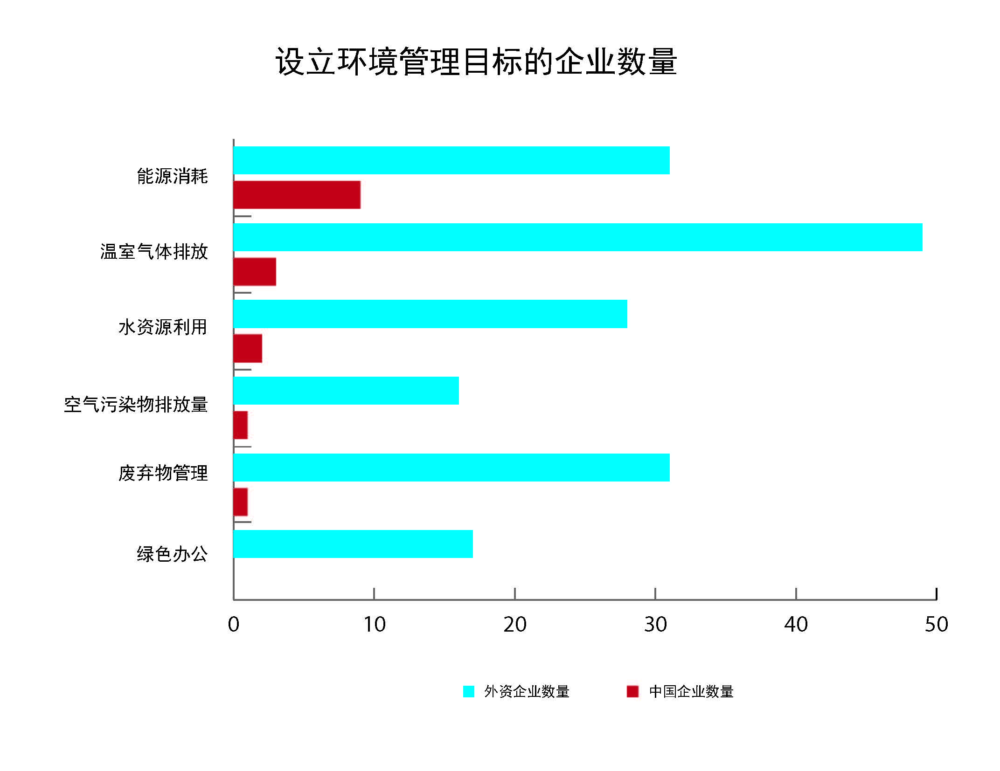 设立环境管理目标的企业数量
能源消耗
温室气体排放
水资源利用
空气污染物排放量
废弃物管理
绿色办公
0 10 20 30 40 50
外资企业数量 中国企业数量